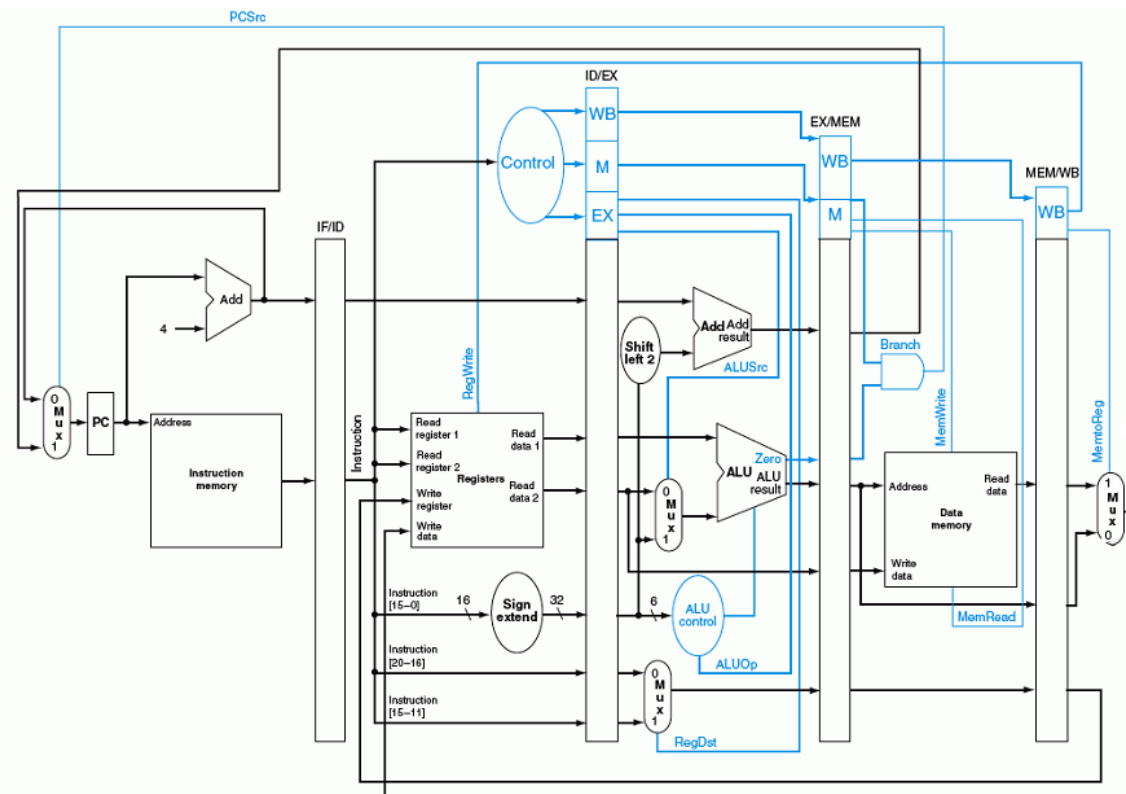 PCSrc
ID/EX
WB
EX/MEM
Control
M
WB
MEM/WB
EX
M
WB
IF/ID
Add
4
Add
Add
result
Shift
left 2
Branch
ALUSrc
RegWrite
MemWrite
MemtoReg
0
M
u
x
1
PC
Address
Instruction
memory
Instruction
Read
register 1
Read
register 2
Write
register
Write
data
Registers
Read
data 1
Read
data 2
0
M
u
x
1
Zero
ALU
ALU
result
Address
Read
data
Data
memory
Write
data
1
M
u
x
0
MemRead
Instruction
[15–0]
16
Sign
extend
32
6
ALU
control
ALUOp
Instruction
[20–16]
Instruction
[15–11]
0
M
u
x
1
RegDst